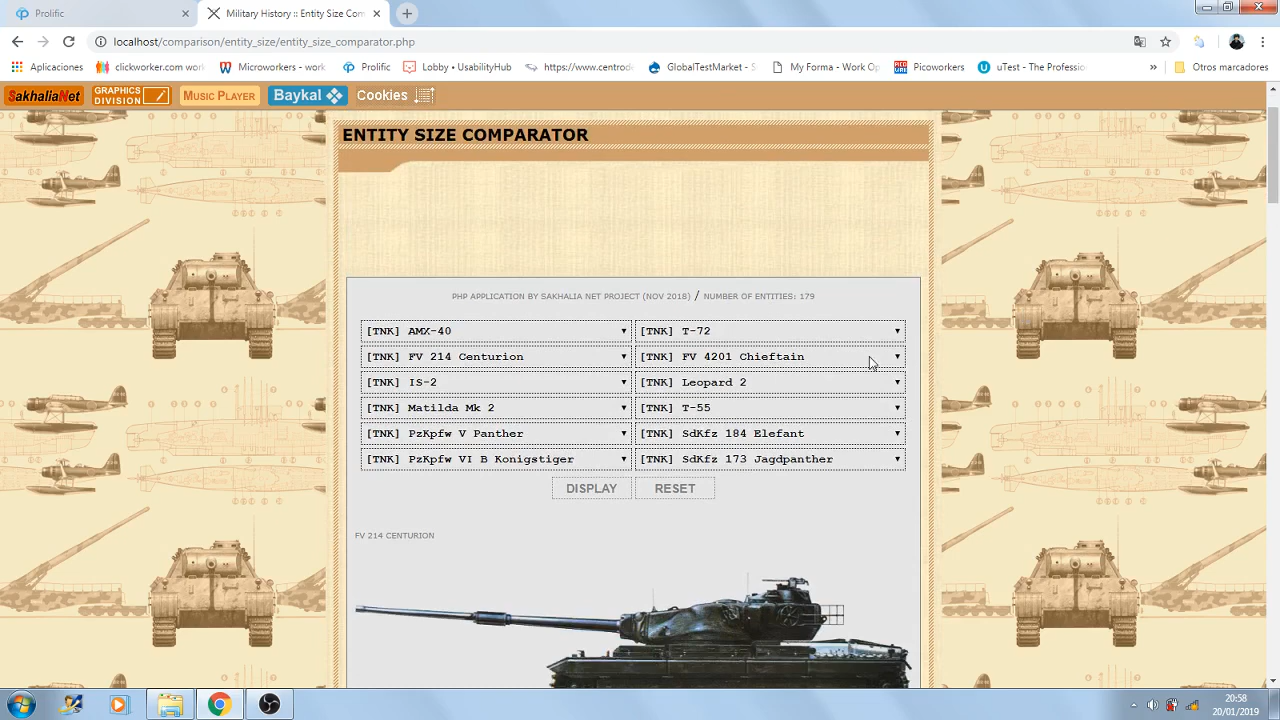 Prolific
Military History :: Entity Size Com
localhost/comparison/entity_size/entity_size_comparator.php
Aplicaciones
clickworker.com work
Microworkers - work
Prolific
Lobby • UsabilityHub
https://www.centrod
GlobalTestMarket - S
My Forma - Work Op
Picoworkers
uTest - The Professio
»
Otros marcadores
SakhaliaNet
GRAPHICS DIVISION
MUSIC PLAYER
Baykal
Cookies
ENTITY SIZE COMPARATOR
PHP APPLICATION BY SAKHALIA NET PROJECT (NOV 2018) / NUMBER OF ENTITIES: 179
[TNK] AMX-40
[TNK] T-72
[TNK] FV 214 Centurion
[TNK] FV 4201 Chieftain
[TNK] IS-2
[TNK] Leopard 2
[TNK] Matilda Mk 2
[TNK] T-55
[TNK] PzKpfw V Panther
[TNK] SdKfz 184 Elefant
[TNK] PzKpfw VI B Konigstiger
[TNK] SdKfz 173 Jagdpanther
DISPLAY
RESET
FV 214 CENTURION
20:58
20/01/2019